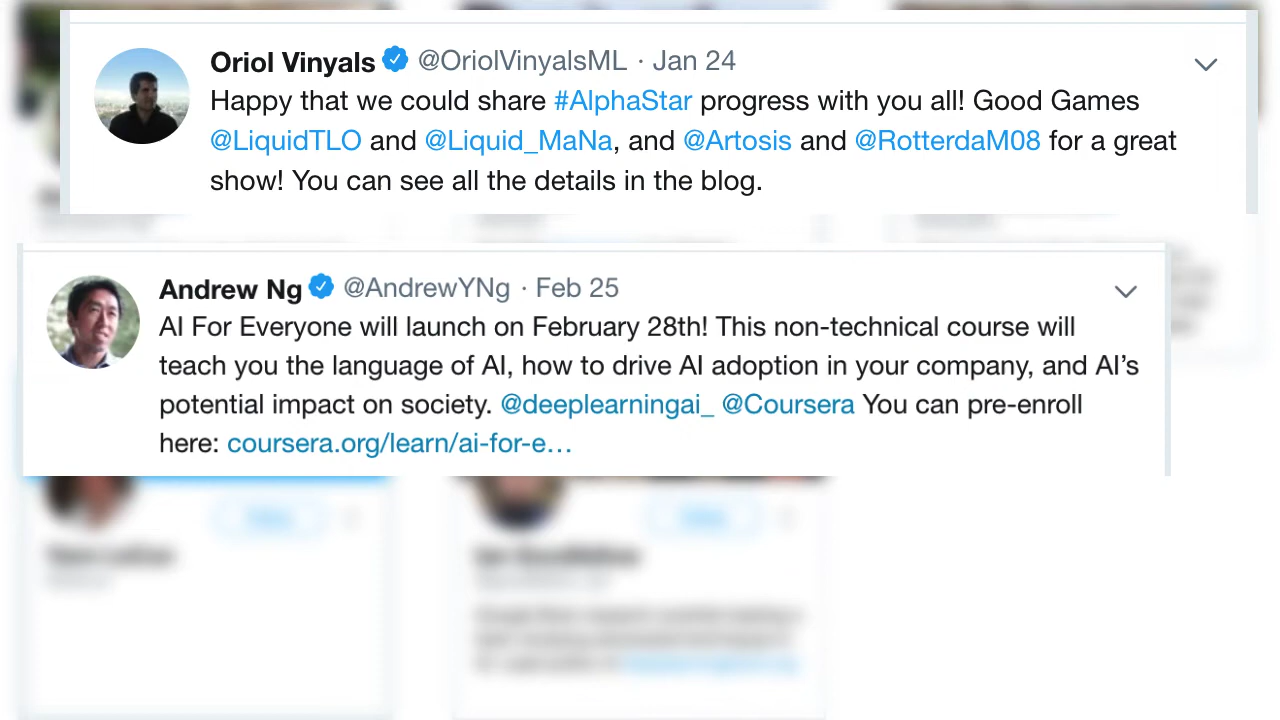 Oriol Vinyals @OriolVinyalsML · Jan 24
Happy that we could share #AlphaStar progress with you all! Good Games
@LiquidTLO and @Liquid_MaNa, and @Artosis and @RotterdaM08 for a great
show! You can see all the details in the blog.
Andrew Ng @AndrewYNg · Feb 25
AI For Everyone will launch on February 28th! This non-technical course will
teach you the language of AI, how to drive AI adoption in your company, and AI’s
potential impact on society. @deeplearningai_ @Coursera You can pre-enroll
here: coursera.org/learn/ai-for-e…